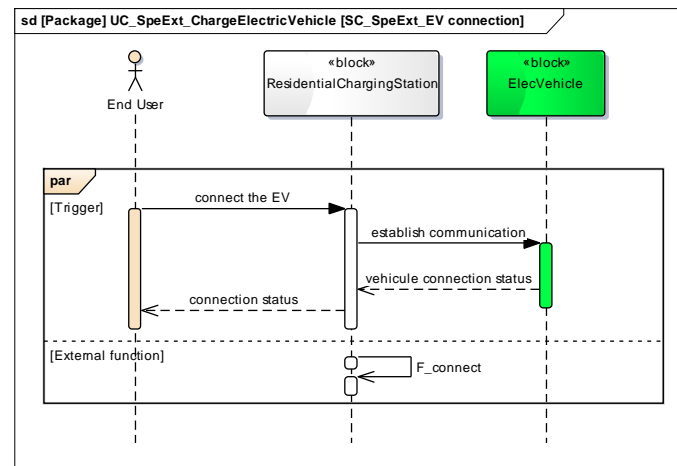 sd [Package] UC_SpeExt_ChargeElectricVehicle [SC_SpeExt_EV connection]
End User
«block»
ResidentialChargingStation
«block»
ElecVehicle
par
[Trigger]
connect the EV
establish communication
vehicule connection status
connection status
[External function]
F_connect